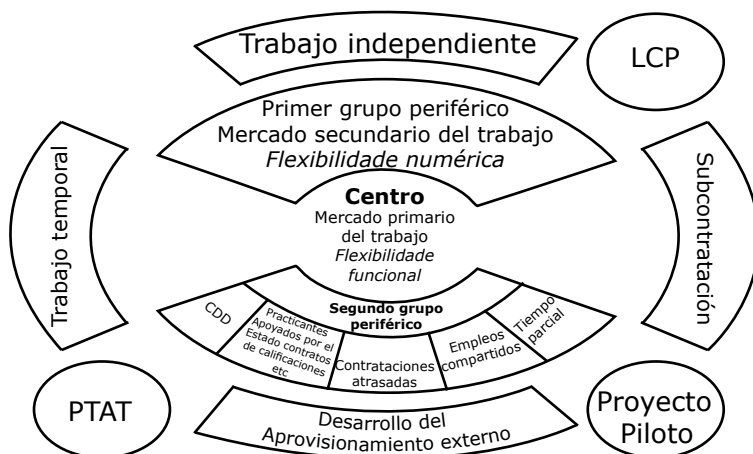 Trabajo independiente
LCP
Primer grupo periférico
Mercado secundario del trabajo
Flexibilidade numérica
Trabajo temporal
Subcontratación
Centro
Mercado primario
del trabajo
Flexibilidade
funcional
Segundo grupo
periférico
CDD
Practicantes
Apoyados por el
Estado contratos
de calificaciones
etc
Contrataciones
atrasadas
Empleos
compartidos
Tiempo
parcial
PTAT
Desarrollo del
Aprovisionamiento externo
Proyecto
Piloto